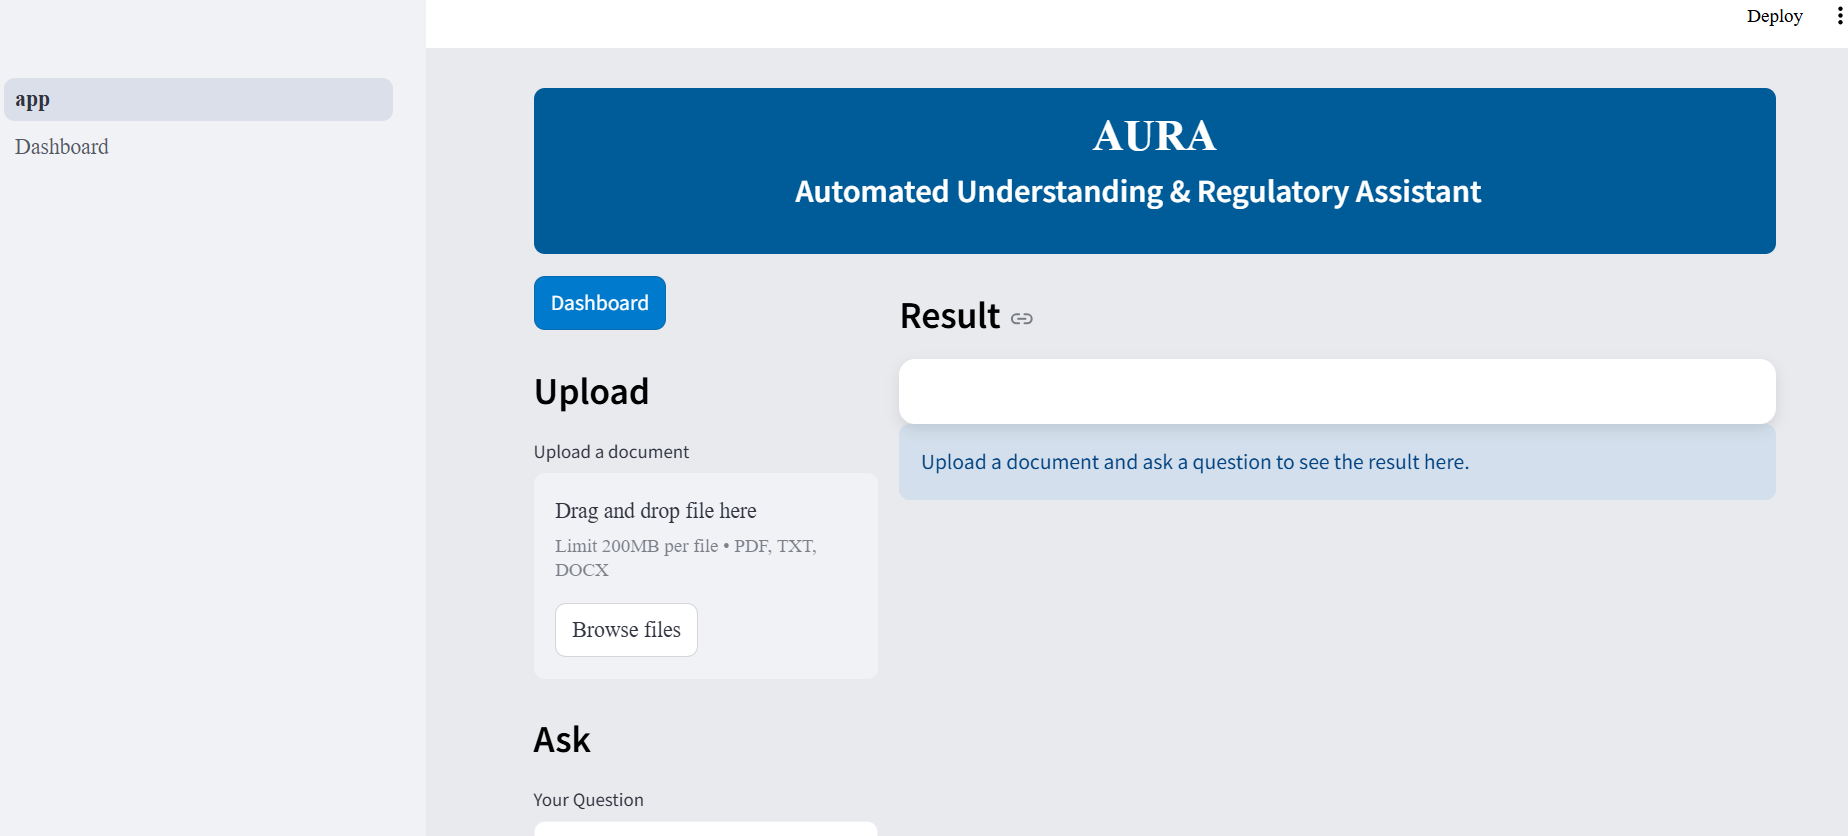 Deploy
app
Dashboard
AURA
Automated Understanding & Regulatory Assistant
Dashboard
Upload
Upload a document
Drag and drop file here
Limit 200MB per file • PDF, TXT,
DOCX
Browse files
Ask
Your Question
Result
Upload a document and ask a question to see the result here.